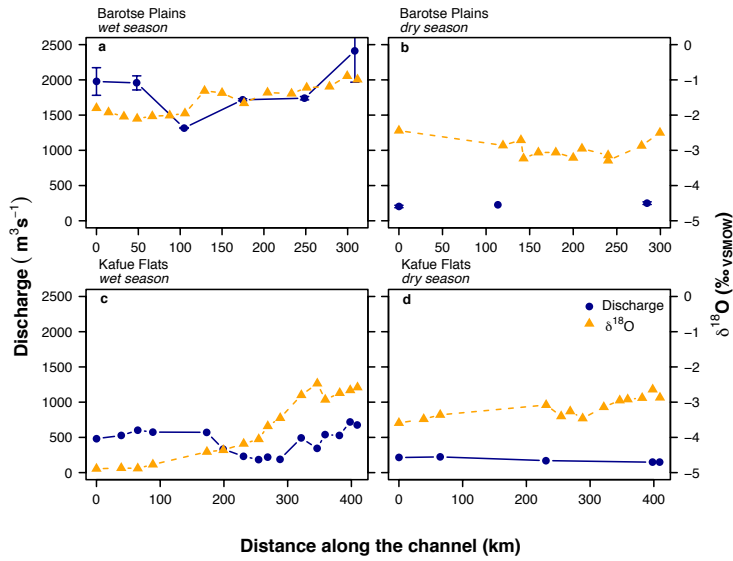 Barotse Plains
wet season
Barotse Plains
dry season
a
b
2500
2000
1500
1000
500
0
0
−1
−2
−3
−4
−5
0 50 100 150 200 250 300
0 50 100 150 200 250 300
Kafue Flats
wet season
Kafue Flats
dry season
c
d
Discharge
δ¹⁸O
2500
2000
1500
1000
500
0
0
−1
−2
−3
−4
−5
0 100 200 300 400
0 100 200 300 400
Discharge ( m³s⁻¹)
δ¹⁸O (‰ VSMOW)
Distance along the channel (km)